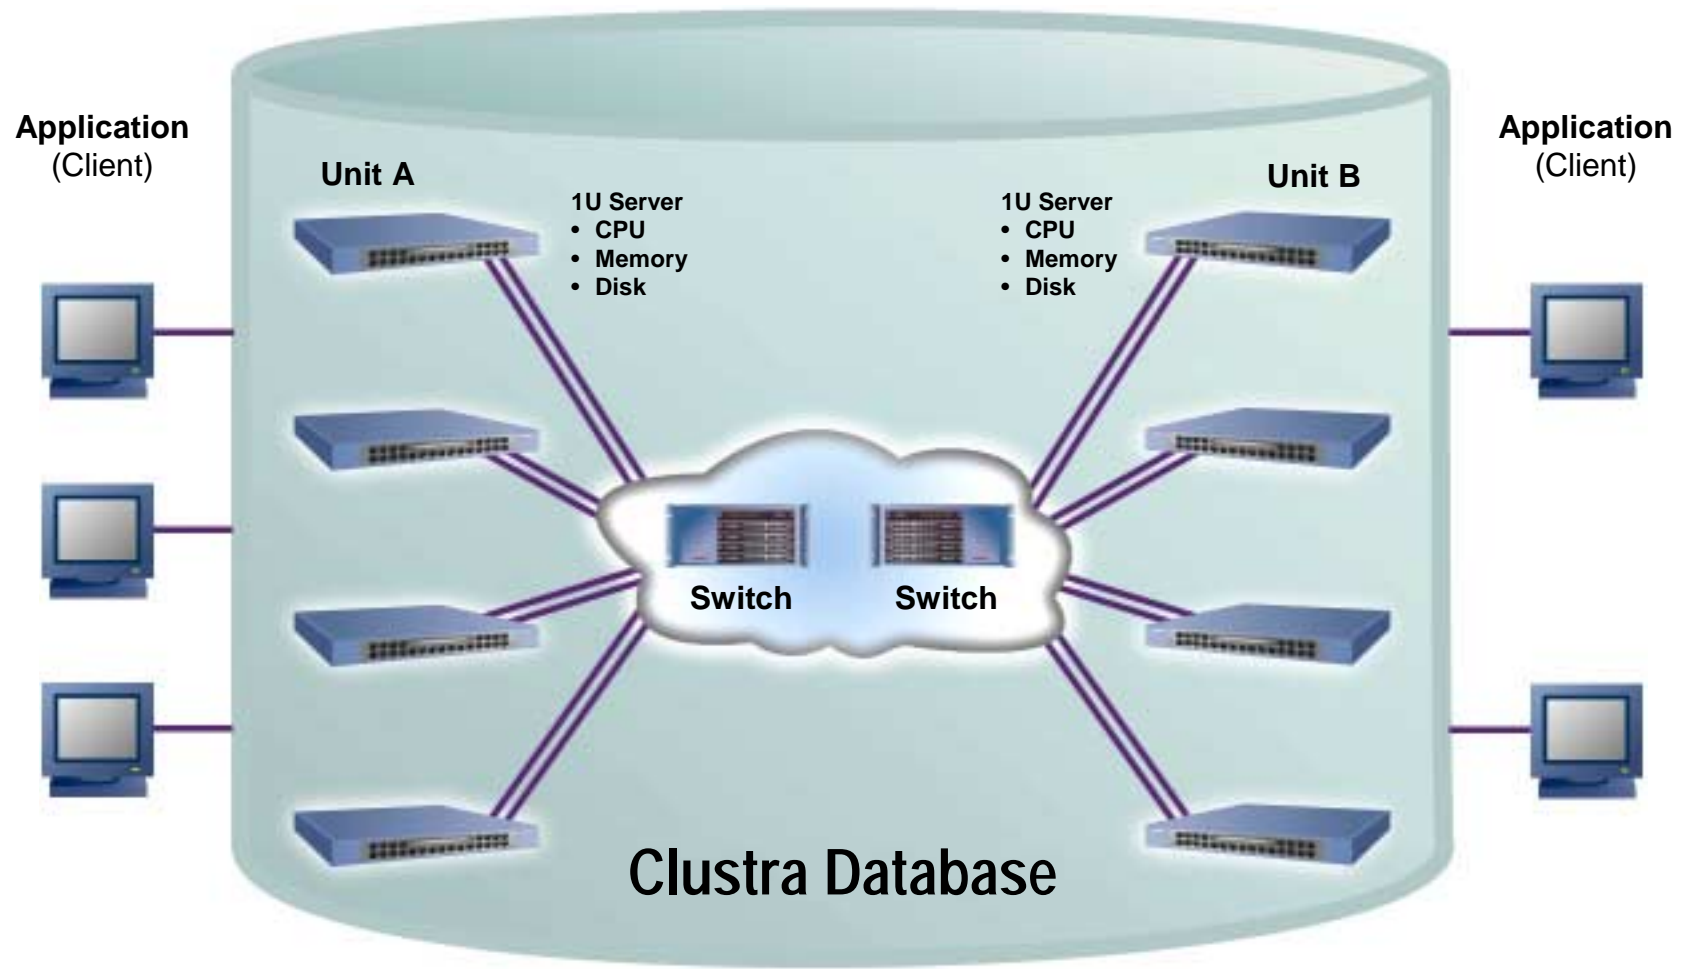 Application
(Client)
Unit A
1U Server
• CPU
• Memory
• Disk
1U Server
• CPU
• Memory
• Disk
Unit B
Application
(Client)
Switch
Switch
Clustra Database